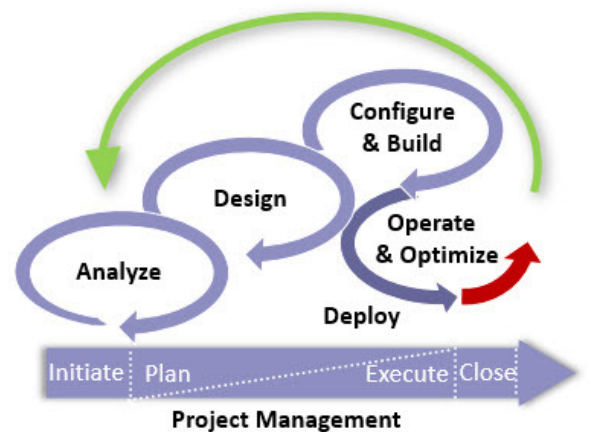 Configure
& Build
Design
Operate
& Optimize
Analyze
Deploy
Initiate Plan Execute Close
Project Management